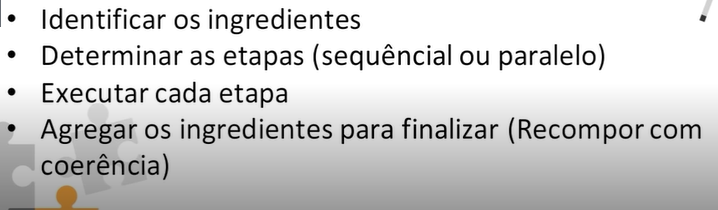 • Identificar os ingredientes
• Determinar as etapas (sequêncial ou paralelo)
• Executar cada etapa
• Agregar os ingredientes para finalizar (Recompor com
coerência)